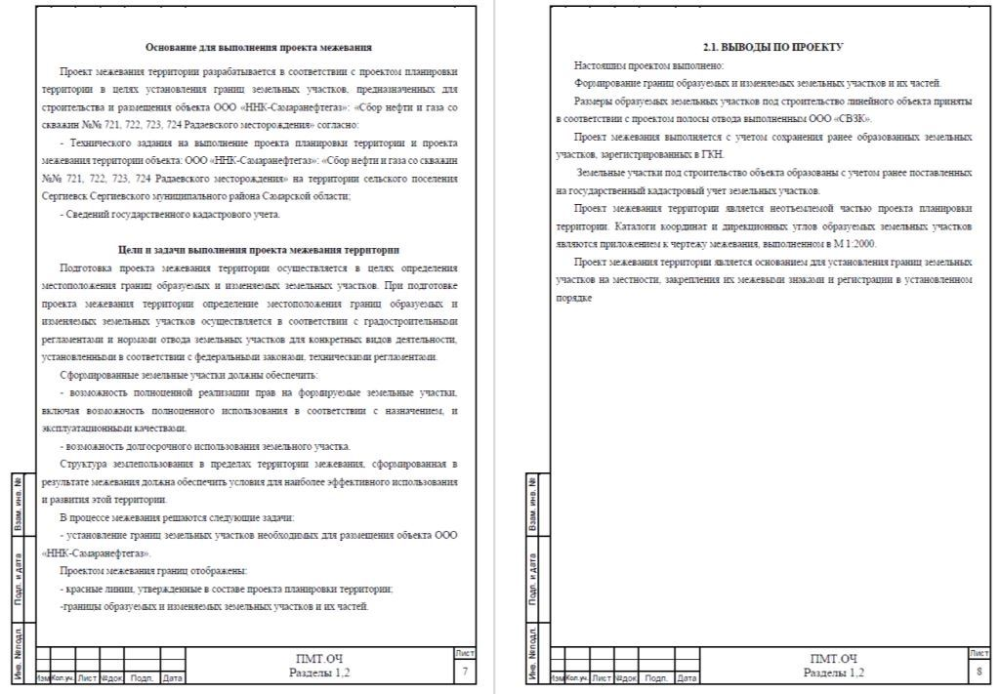 Основание для выполнения проекта межевания
Проект межевания территории разрабатывается в соответствии с проектом планировки
территории в целях установления границ земельных участков, предназначенных для
строительства и размещения объекта ООО «ННК-Самаранефтегаз»: «Сбор нефти и газа со
скважин №№ 721, 722, 723, 724 Радаевского месторождения» согласно:
- Технического задания на выполнение проекта планировки территории и проекта
межевания территории объекта: ООО «ННК-Самаранефтегаз»: «Сбор нефти и газа со скважин
№№ 721, 722, 723, 724 Радаевского месторождения» на территории сельского поселения
Сергиевск Сергиевского муниципального района Самарской области;
- Сведений государственного кадастрового учета.
Цели и задачи выполнения проекта межевания территории
Подготовка проекта межевания территории осуществляется в целях определения
местоположения границ образуемых и изменяемых земельных участков. При подготовке
проекта межевания территории определение местоположения границ образуемых и
изменяемых земельных участков осуществляется в соответствии с градостроительными
регламентами и нормами отвода земельных участков для конкретных видов деятельности,
установленными в соответствии с федеральными законами, техническими регламентами.
Сформированные земельные участки должны обеспечить:
- возможность полноценной реализации прав на формируемые земельные участки,
включая возможность полноценного использования в соответствии с назначением, и
эксплуатационными качествами.
- возможность долгосрочного использования земельного участка.
Структура землепользования в пределах территории межевания, сформированная в
результате межевания должна обеспечить условия для наиболее эффективного использования
и развития этой территории.
В процессе межевания решаются следующие задачи:
- установление границ земельных участков необходимых для размещения объекта ООО
«ННК-Самаранефтегаз».
Проектом межевания границ отображены:
- красные линии, утвержденные в составе проекта планировки территории;
-границы образуемых и изменяемых земельных участков и их частей.
Взам. инв. №
Подп. и дата
Инв. №подл.
Изм Кол.уч. Лист №док Подп. Дата
ПМТ.ОЧ
Разделы 1,2
Лист
7
2.1. ВЫВОДЫ ПО ПРОЕКТУ
Настоящим проектом выполнено:
Формирование границ образуемых и изменяемых земельных участков и их частей.
Размеры образуемых земельных участков под строительство линейного объекта приняты
в соответствии с проектом полосы отвода выполненным ООО «СВЗК».
Проект межевания выполняется с учетом сохранения ранее образованных земельных
участков, зарегистрированных в ГКН.
Земельные участки под строительство объекта образованы с учетом ранее поставленных
на государственный кадастровый учет земельных участков.
Проект межевания территории является неотъемлемой частью проекта планировки
территории. Каталоги координат и дирекционных углов образуемых земельных участков
являются приложением к чертежу межевания, выполненном в М 1:2000.
Проект межевания территории является основанием для установления границ земельных
участков на местности, закрепления их межевыми знаками и регистрации в установленном
порядке
Взам. инв. №
Подп. и дата
Инв. №подл.
Изм Кол.уч. Лист №док Подп. Дата
ПМТ.ОЧ
Разделы 1,2
Лист
8